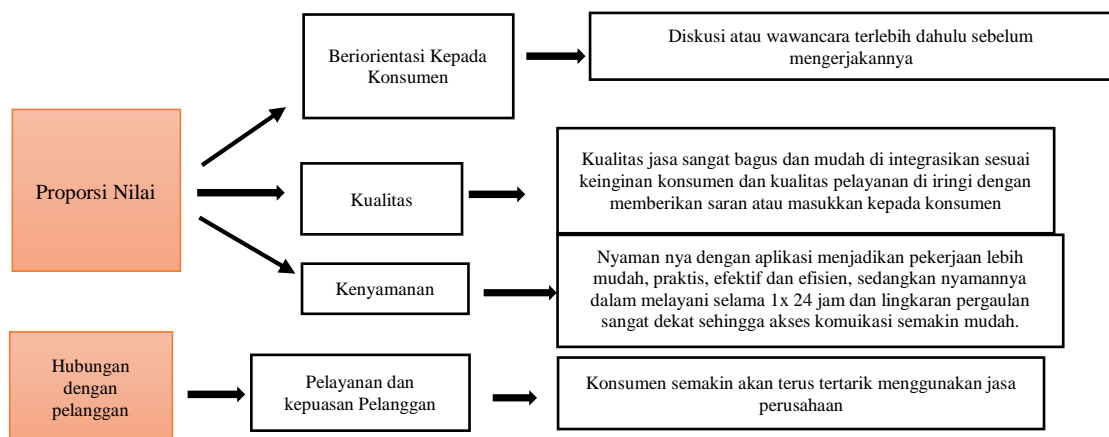 Proporsi Nilai
Beriorientasi Kepada
Konsumen
Diskusi atau wawancara terlebih dahulu sebelum
mengerjakannya
Kualitas
Kualitas jasa sangat bagus dan mudah di integrasikan sesuai
keinginan konsumen dan kualitas pelayanan di iringi dengan
memberikan saran atau masukkan kepada konsumen
Kenyamanan
Nyaman nya dengan aplikasi menjadikan pekerjaan lebih
mudah, praktis, efektif dan efisien, sedangkan nyamannya
dalam melayani selama 1x 24 jam dan lingkaran pergaulan
sangat dekat sehingga akses komuikasi semakin mudah.
Hubungan
dengan
pelanggan
Pelayanan dan
kepuasan Pelanggan
Konsumen semakin akan terus tertarik menggunakan jasa
perusahaan